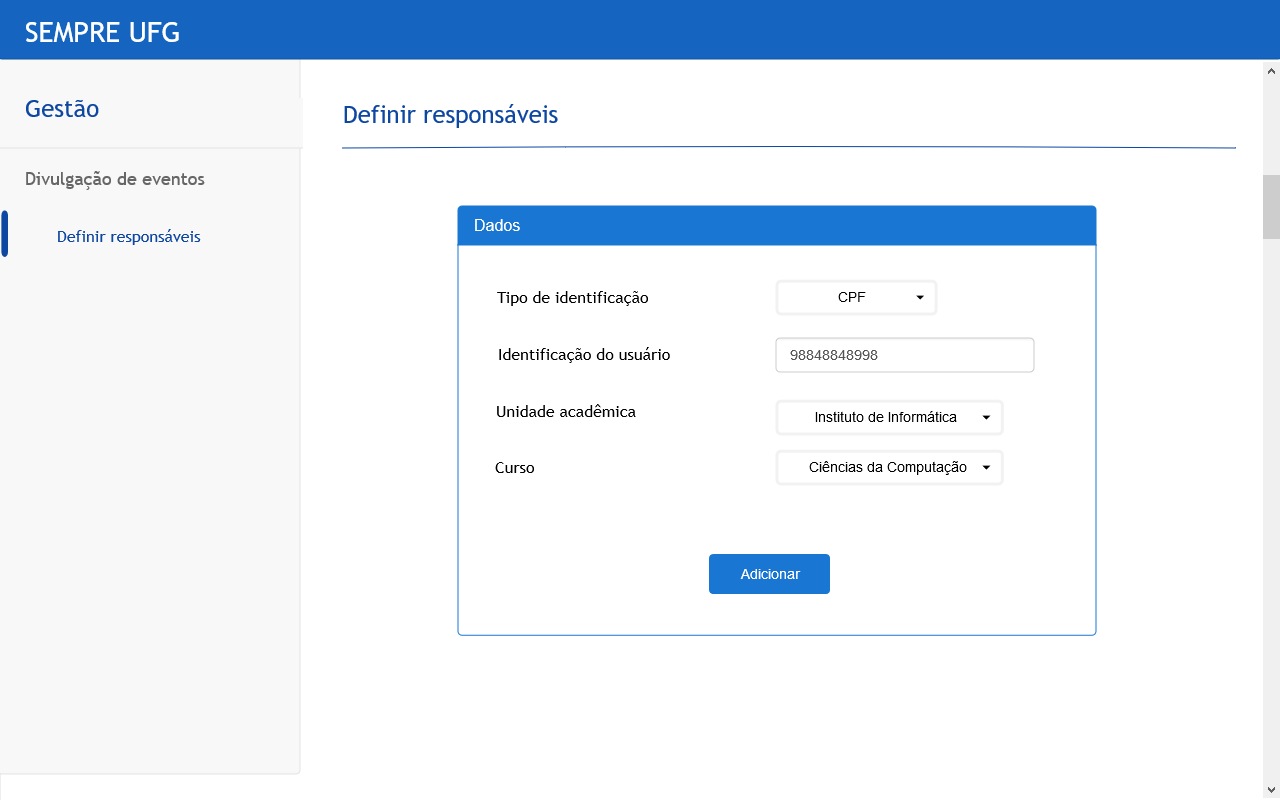 SEMPRE UFG
Gestão
Divulgação de eventos
Definir responsáveis
Definir responsáveis
Dados
Tipo de identificação CPF
Identificação do usuário 98848848998
Unidade acadêmica Instituto de Informática
Curso Ciências da Computação
Adicionar